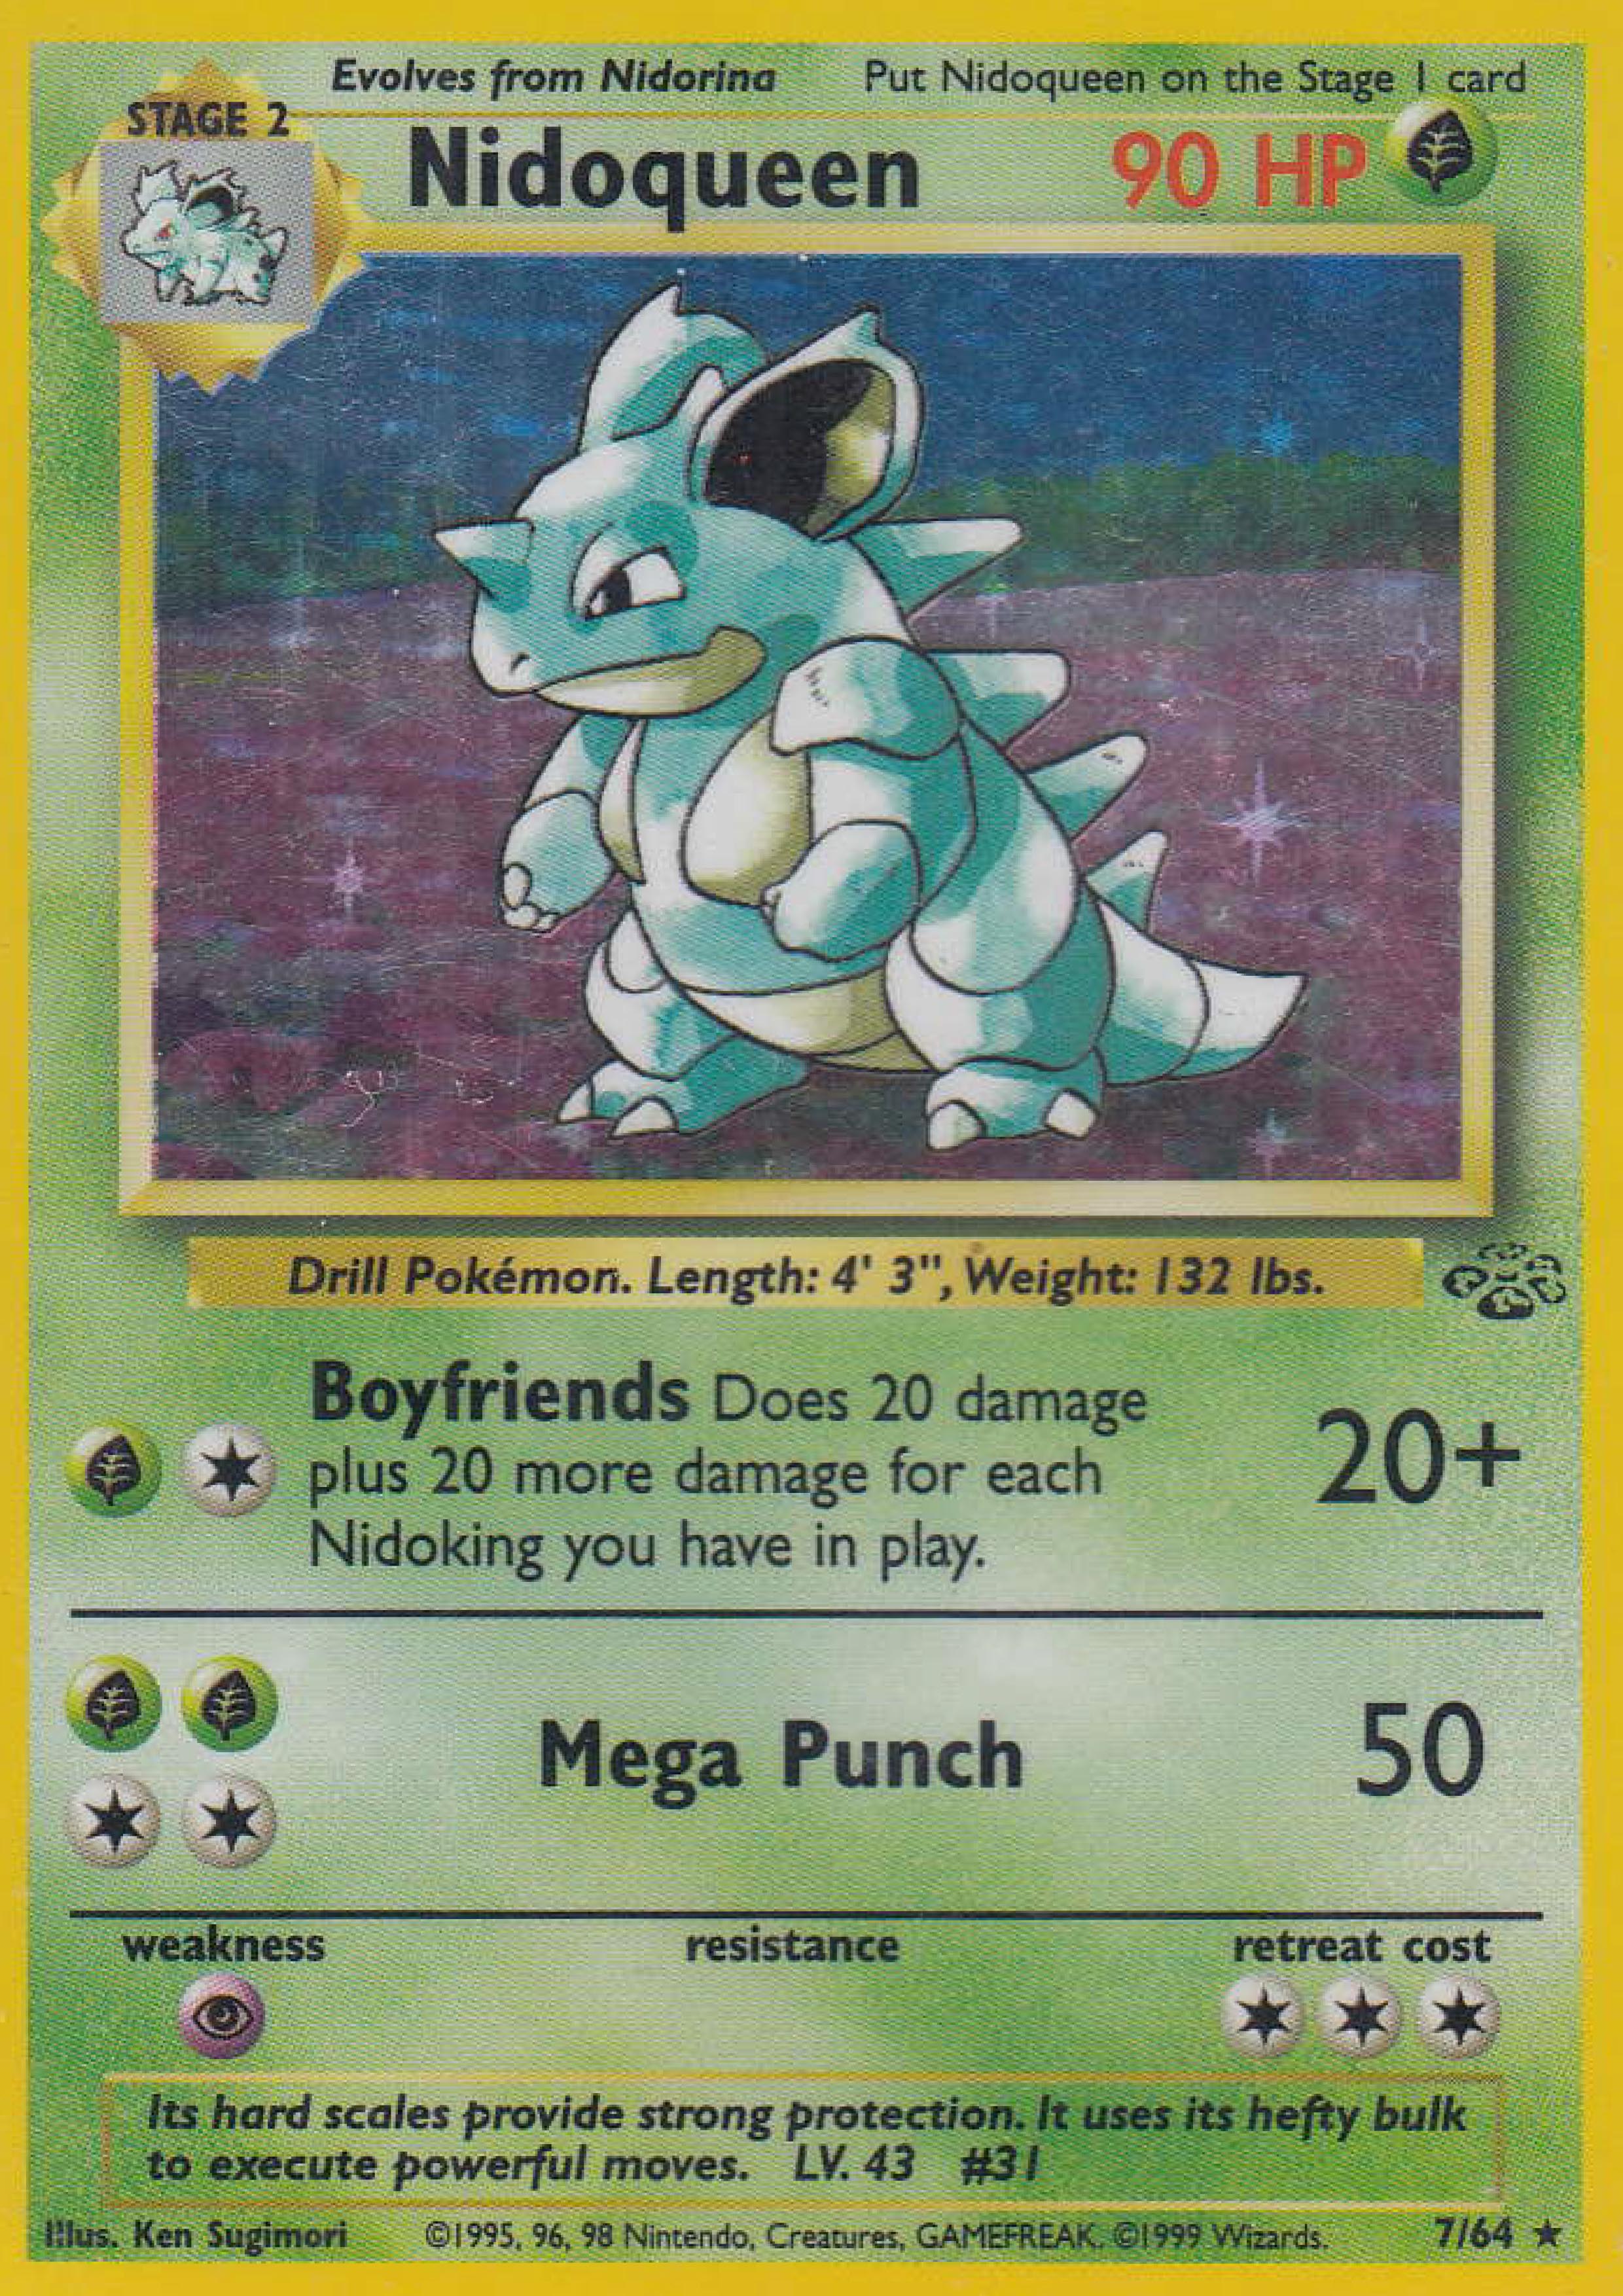 Evolves from Nidorina Put Nidoqueen on the Stage 1 card
STAGE 2
Nidoqueen 90 HP
Drill Pokémon. Length: 4' 3", Weight: 132 lbs.
Boyfriends Does 20 damage
plus 20 more damage for each
Nidoking you have in play.
20+
Mega Punch 50
weakness resistance retreat cost
Its hard scales provide strong protection. It uses its hefty bulk
to execute powerful moves. LV. 43 #31
Illus. Ken Sugimori ©1995, 96, 98 Nintendo, Creatures, GAMEFREAK. ©1999 Wizards. 7/64 ★